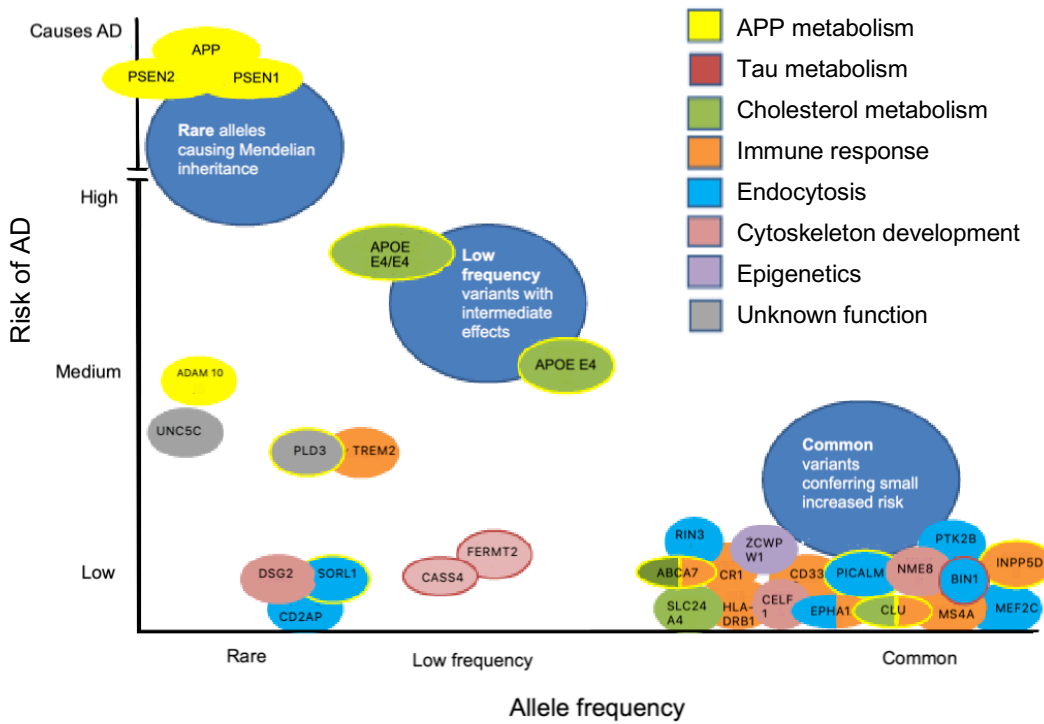 Causes AD
APP
PSEN2
PSEN1
Rare alleles
causing Mendelian
inheritance
High
Risk of AD
APOE
E4/E4
Low
frequency
variants with
intermediate
effects
APOE E4
Medium
ADAM 10
UNC5C
PLD3
TREM2
Common
variants
conferring small
increased risk
Low
DSG2
SORL1
CD2AP
CASS4
FERMT2
RIN3
ZCWP
W1
PTK2B
ABCA7
CR1
CD33
PICALM
NME8
BIN1
INPP5D
SLC24
A4
HLA-
DRB1
CELF
1
EPHA1
CLU
MS4A
MEF2C
Rare
Low frequency
Common
Allele frequency
APP metabolism
Tau metabolism
Cholesterol metabolism
Immune response
Endocytosis
Cytoskeleton development
Epigenetics
Unknown function